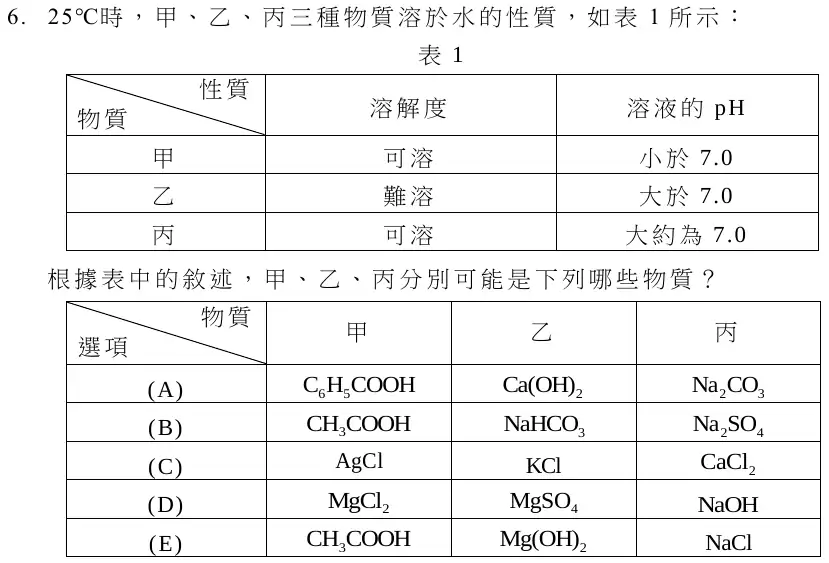 6. 25℃時，甲、乙、丙三種物質溶於水的性質，如表 1 所示：
表 1
性質
物質 溶解度 溶液的 pH
甲 可溶 小於 7.0
乙 難溶 大於 7.0
丙 可溶 大約為 7.0
根據表中的敘述，甲、乙、丙分別可能是下列哪些物質？
物質
選項 甲 乙 丙
(A) C₆H₅COOH Ca(OH)₂ Na₂CO₃
(B) CH₃COOH NaHCO₃ Na₂SO₄
(C) AgCl KCl CaCl₂
(D) MgCl₂ MgSO₄ NaOH
(E) CH₃COOH Mg(OH)₂ NaCl